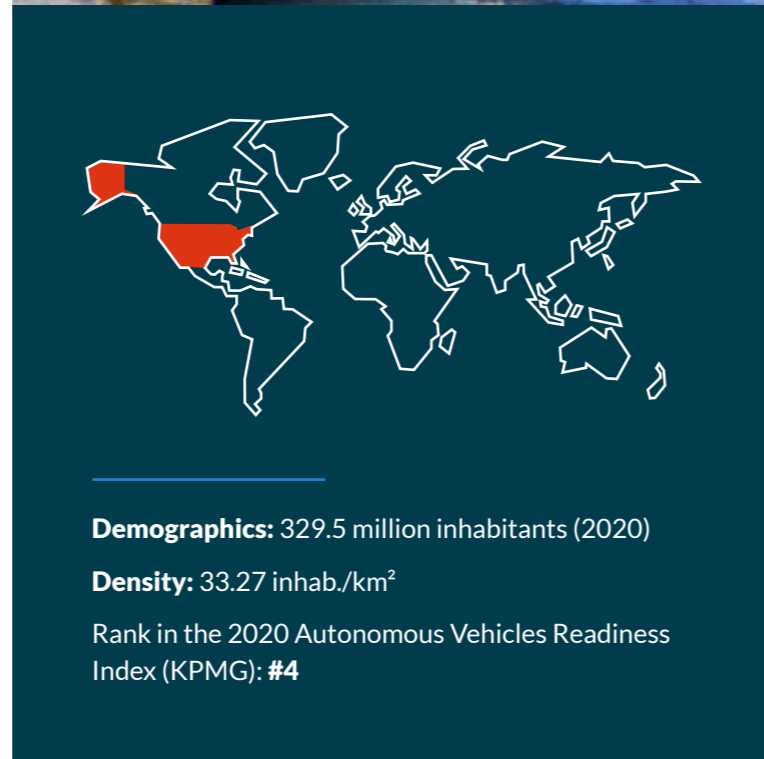 Demographics: 329.5 million inhabitants (2020)
Density: 33.27 inhab./km²
Rank in the 2020 Autonomous Vehicles Readiness
Index (KPMG): #4